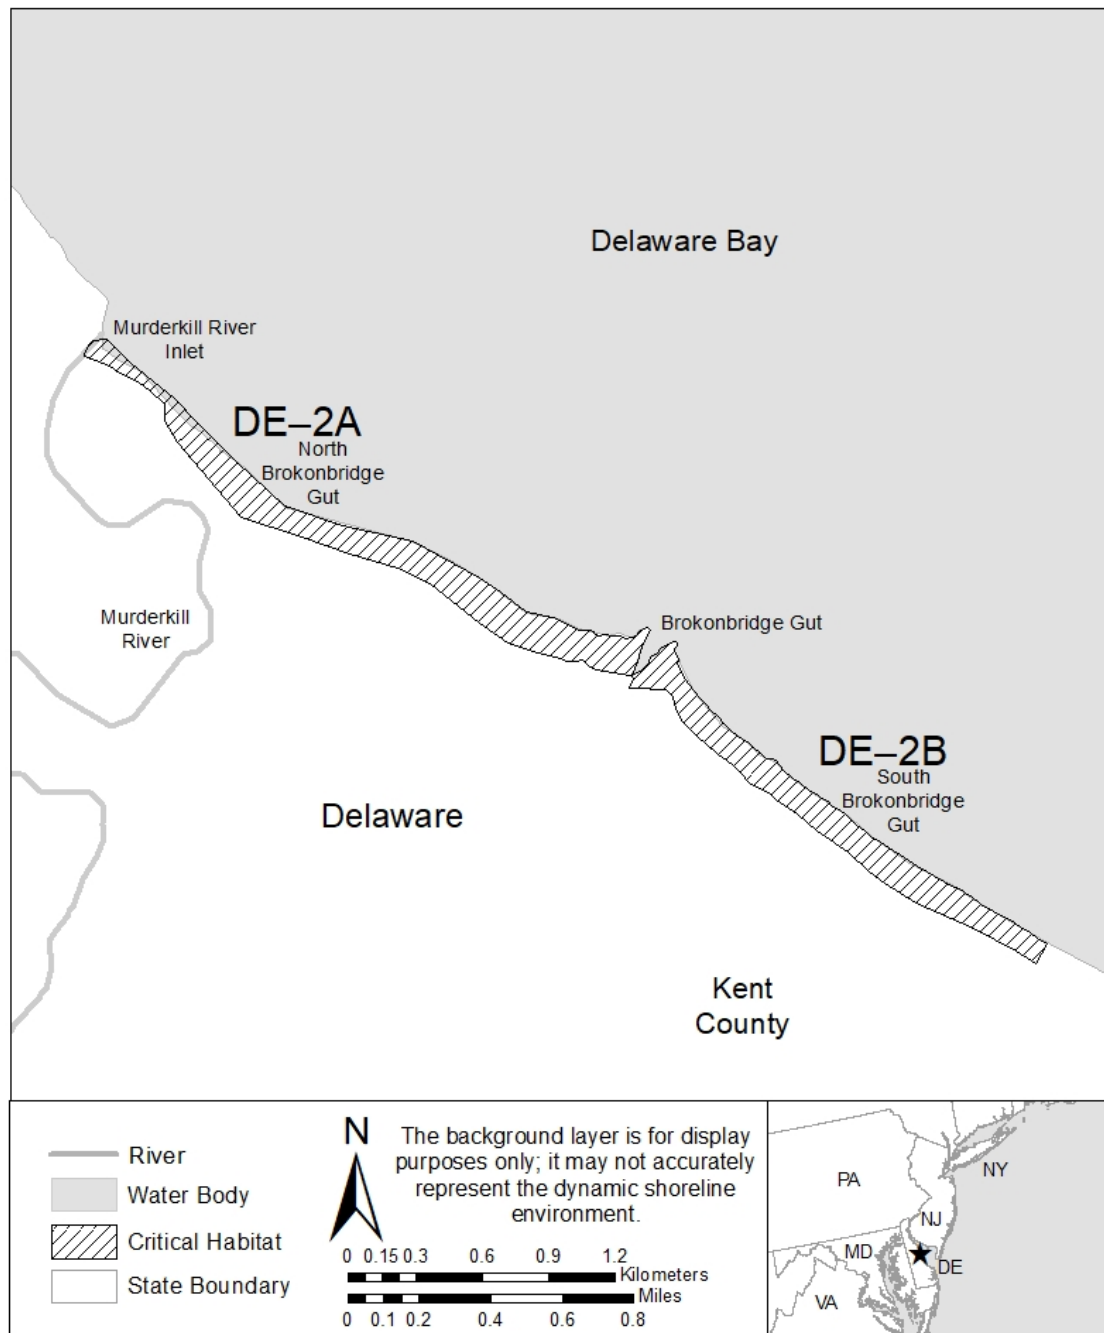 Delaware Bay
Murderkill River
Inlet
DE–2A
North
Brokonbridge
Gut
Murderkill
River
Brokonbridge Gut
DE–2B
South
Brokonbridge
Gut
Delaware
Kent
County
River
Water Body
Critical Habitat
State Boundary
N
The background layer is for display
purposes only; it may not accurately
represent the dynamic shoreline
environment.
0 0.15 0.3 0.6 0.9 1.2
Kilometers
Miles
0 0.1 0.2 0.4 0.6 0.8
PA
NY
NJ
MD
DE
VA